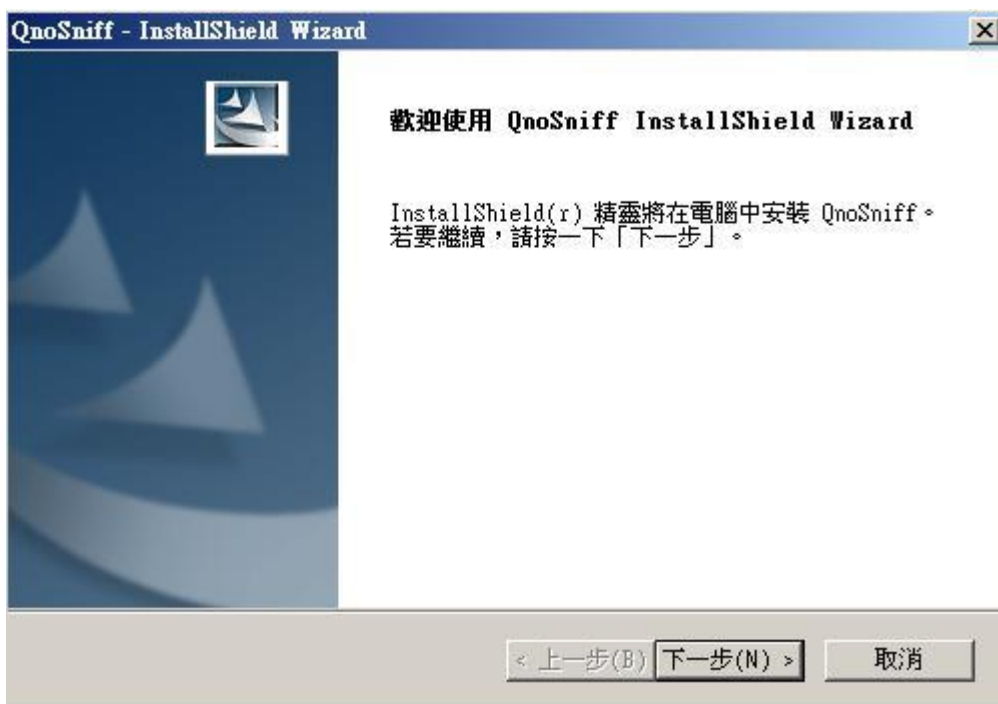 QnoSniff - InstallShield Wizard
歡迎使用 QnoSniff InstallShield Wizard
InstallShield(r) 精靈將在電腦中安裝 QnoSniff。
若要繼續，請按一下「下一步」。
< 上一步(B) 下一步(N) > 取消